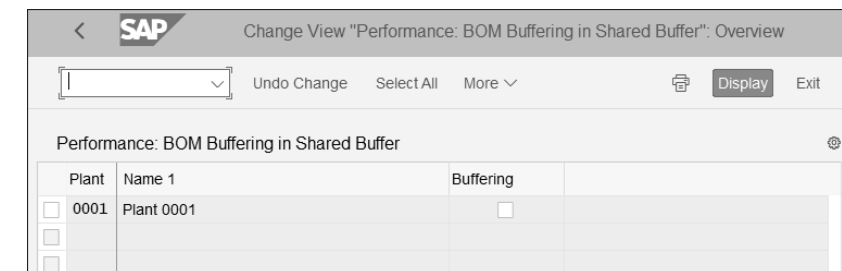 SAP Change View "Performance: BOM Buffering in Shared Buffer": Overview
Undo Change Select All More Display Exit
Performance: BOM Buffering in Shared Buffer
Plant Name 1 Buffering
0001 Plant 0001